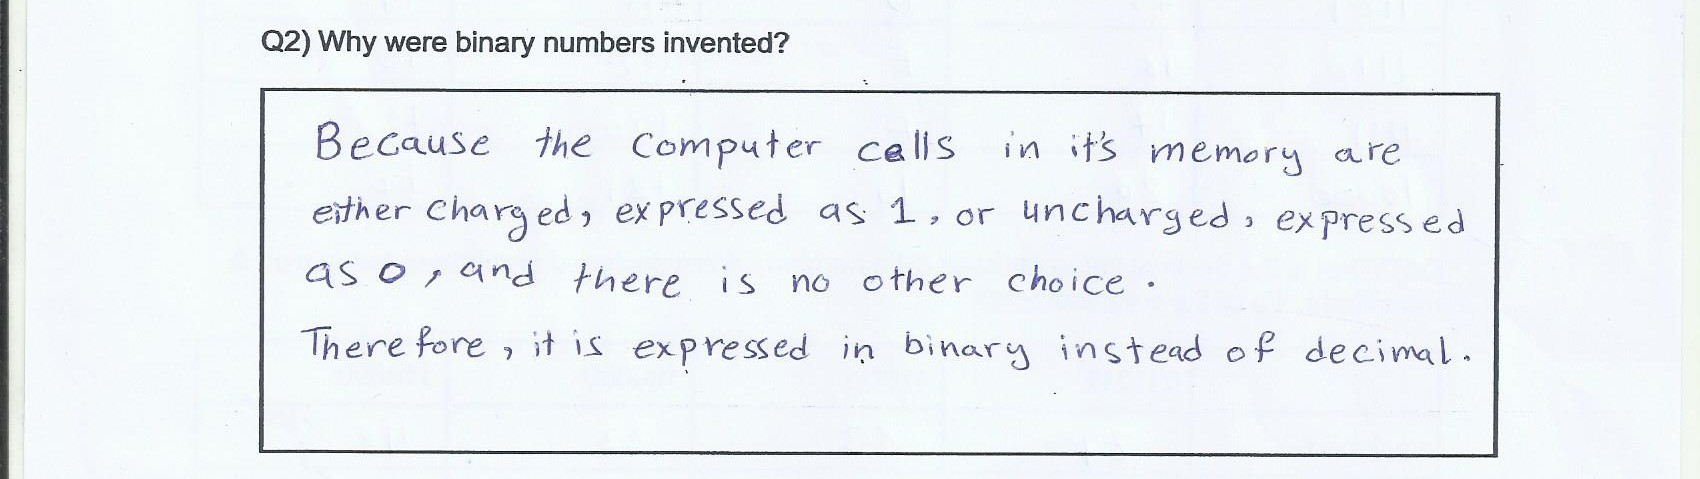 Q2) Why were binary numbers invented?
Because the computer cells in it's memory are
either charged, expressed as 1, or uncharged, expressed
as 0, and there is no other choice.
Therefore, it is expressed in binary instead of decimal.